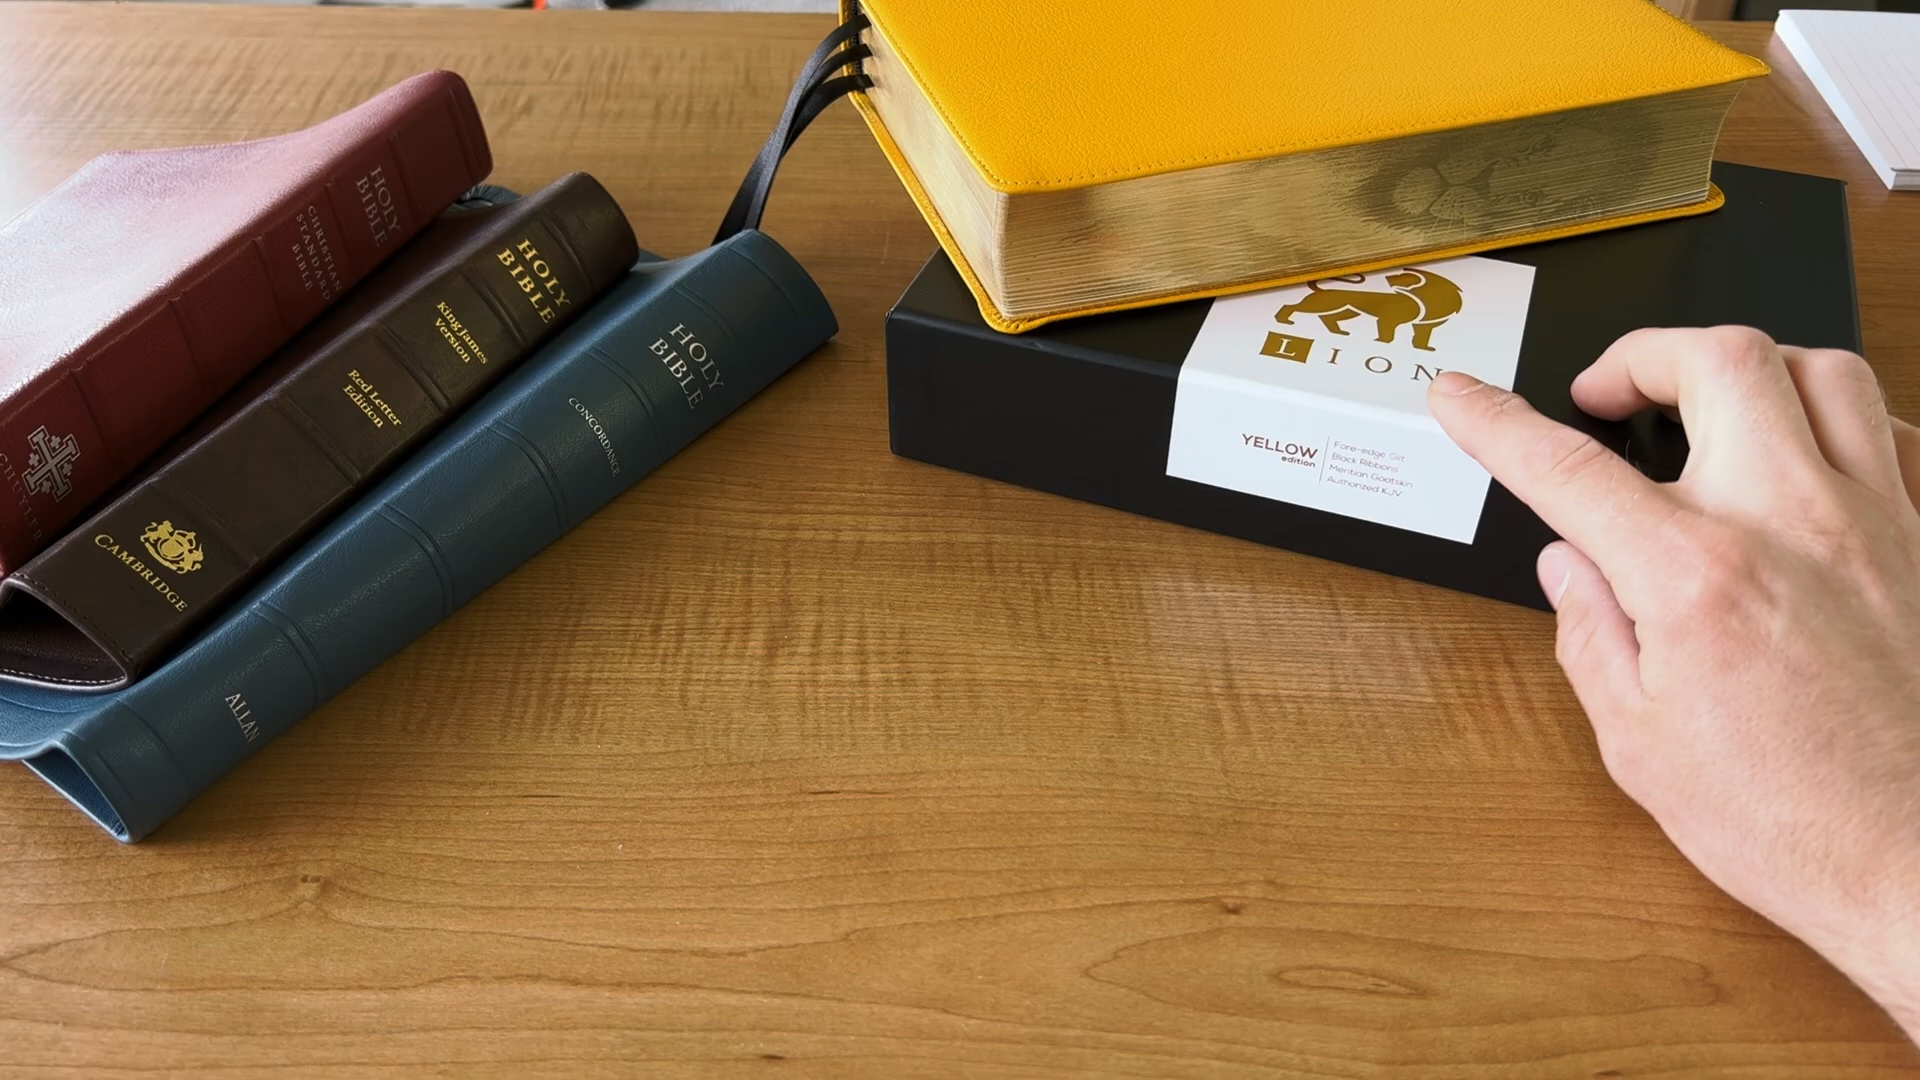 HOLY
BIBLE
CHRISTIAN
STANDARD
BIBLE
HOLY
BIBLE
King James
Version
Red Letter
Edition
CAMBRIDGE
HOLY
BIBLE
CONCORDANCE
ALLAN
LION
YELLOW
edition
Fore-edge Gilt
Black Ribbons
Meritian Goatskin
Authorized KJV